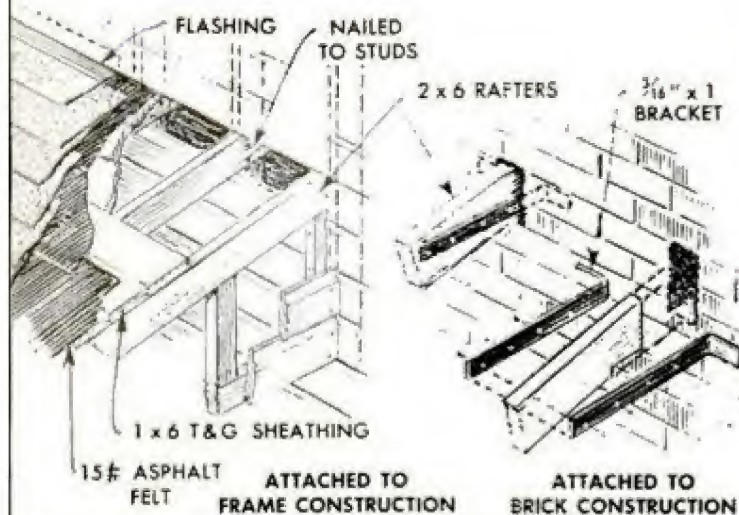 FLASHING
NAILED
TO STUDS
2 x 6 RAFTERS
3/16" x 1
BRACKET
1 x 6 T&G SHEATHING
15# ASPHALT
FELT
ATTACHED TO
FRAME CONSTRUCTION
ATTACHED TO
BRICK CONSTRUCTION